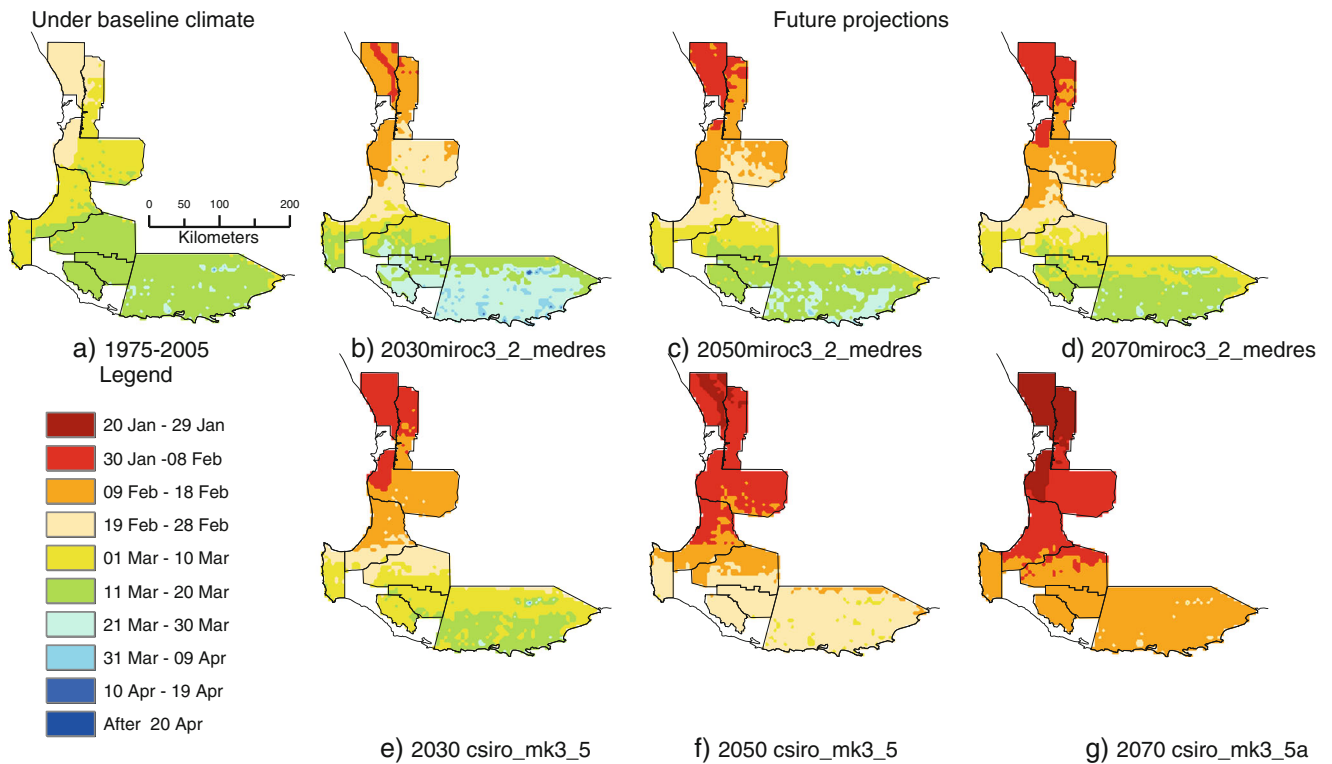 Under baseline climate
Future projections
0 50 100 200
Kilometers
a) 1975-2005
b) 2030miroc3_2_medres
c) 2050miroc3_2_medres
d) 2070miroc3_2_medres
Legend
20 Jan - 29 Jan
30 Jan -08 Feb
09 Feb - 18 Feb
19 Feb - 28 Feb
01 Mar - 10 Mar
11 Mar - 20 Mar
21 Mar - 30 Mar
31 Mar - 09 Apr
10 Apr - 19 Apr
After 20 Apr
e) 2030 csiro_mk3_5
f) 2050 csiro_mk3_5
g) 2070 csiro_mk3_5a